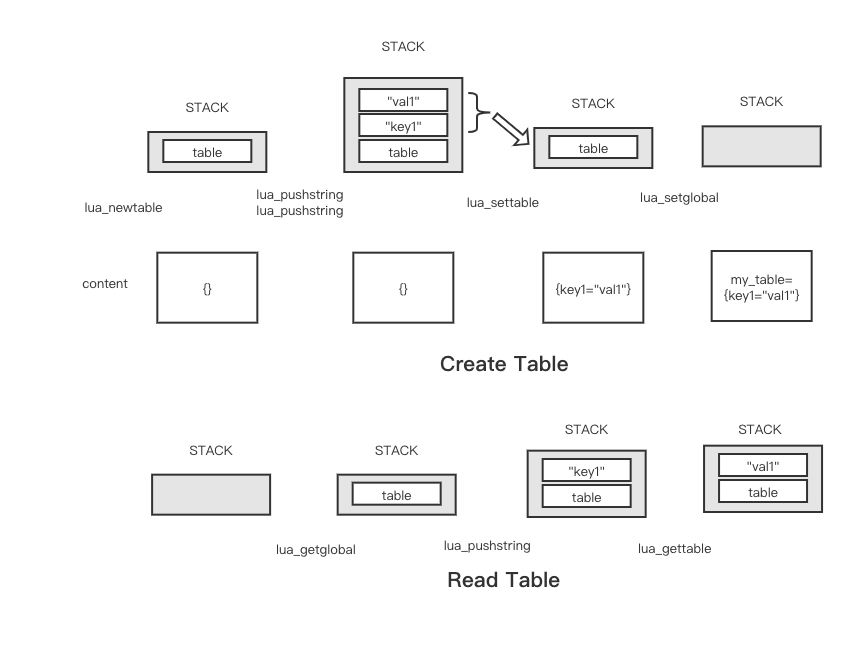 STACK
"val1"
"key1"
table
STACK
table
STACK
table
STACK
lua_newtable
lua_pushstring
lua_pushstring
lua_settable
lua_setglobal
content
{}
{}
{key1="val1"}
my_table=
{key1="val1"}
Create Table
STACK
STACK
table
STACK
"key1"
table
STACK
"val1"
table
lua_getglobal
lua_pushstring
lua_gettable
Read Table